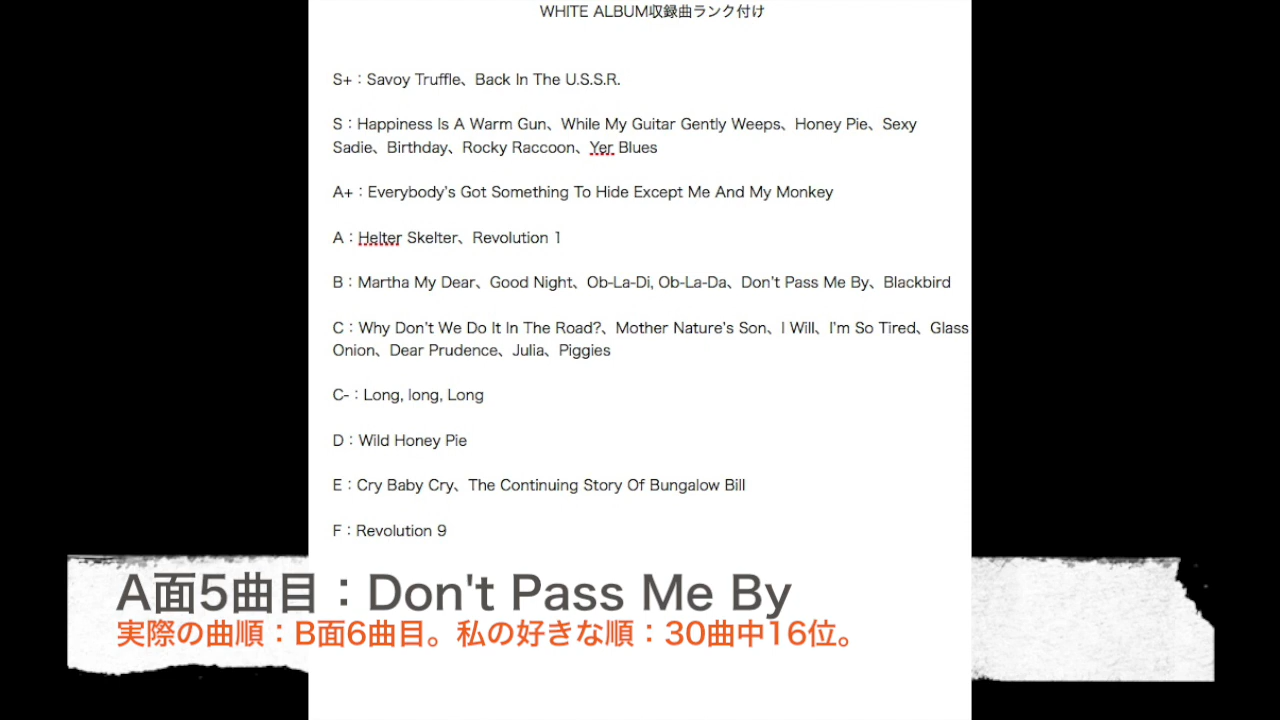 WHITE ALBUM収録曲ランク付け
S+：Savoy Truffle、Back In The U.S.S.R.
S：Happiness Is A Warm Gun、While My Guitar Gently Weeps、Honey Pie、Sexy
Sadie、Birthday、Rocky Raccoon、Yer Blues
A+：Everybody's Got Something To Hide Except Me And My Monkey
A：Helter Skelter、Revolution 1
B：Martha My Dear、Good Night、Ob-La-Di, Ob-La-Da、Don't Pass Me By、Blackbird
C：Why Don't We Do It In The Road?、Mother Nature's Son、I Will、I'm So Tired、Glass
Onion、Dear Prudence、Julia、Piggies
C-：Long, long, Long
D：Wild Honey Pie
E：Cry Baby Cry、The Continuing Story Of Bungalow Bill
F：Revolution 9
A面5曲目：Don't Pass Me By
実際の曲順：B面6曲目。私の好きな順：30曲中16位。